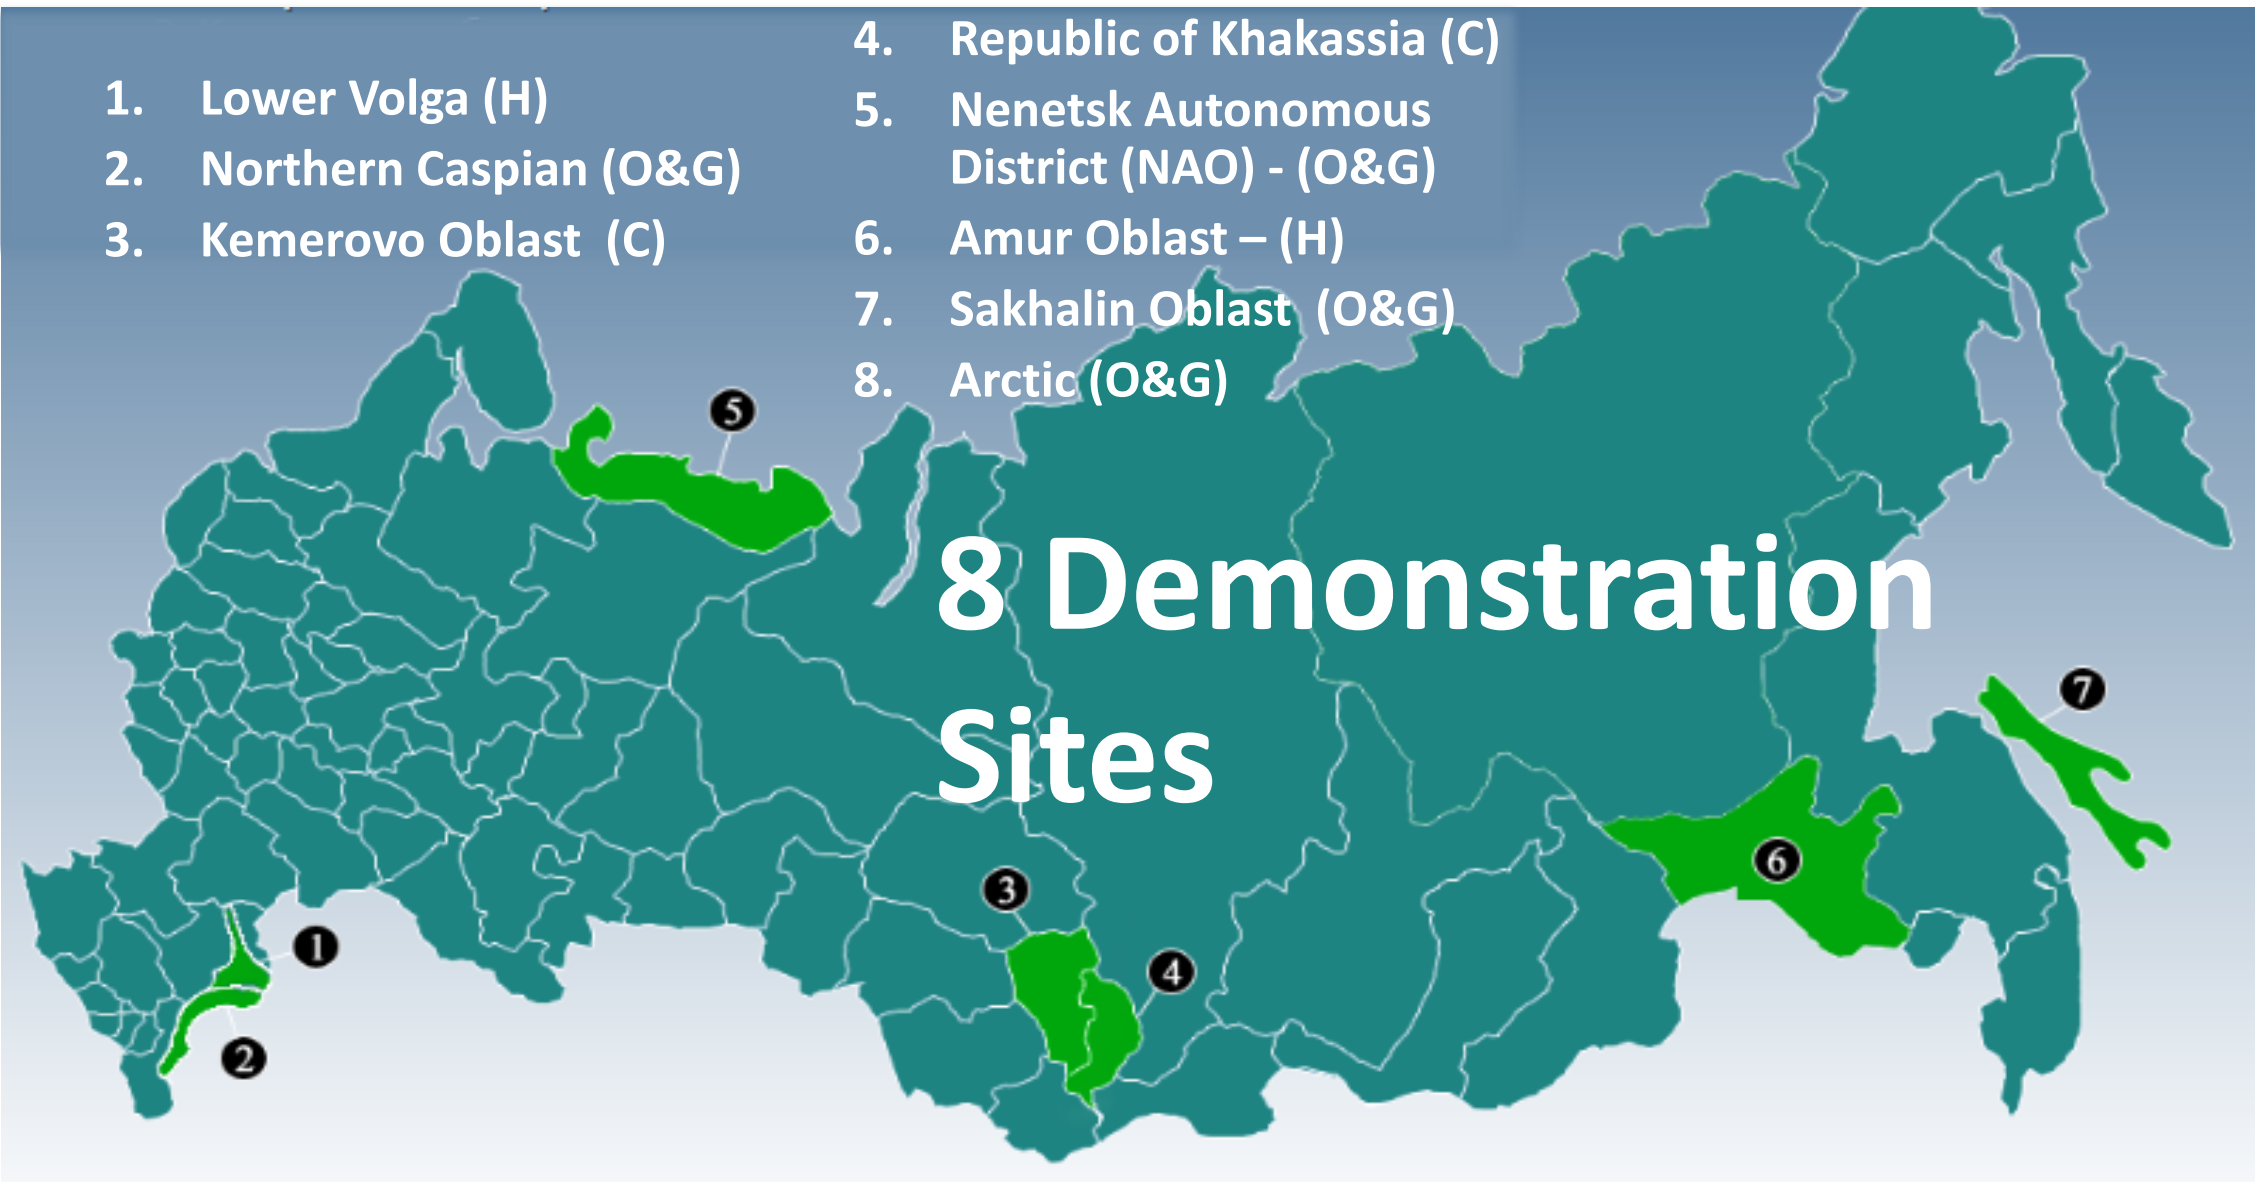 1. Lower Volga (H)
2. Northern Caspian (O&G)
3. Kemerovo Oblast (C)
4. Republic of Khakassia (C)
5. Nenetsk Autonomous
District (NAO) - (O&G)
6. Amur Oblast – (H)
7. Sakhalin Oblast (O&G)
8. Arctic (O&G)
5
8 Demonstration
Sites
7
6
3
4
1
2